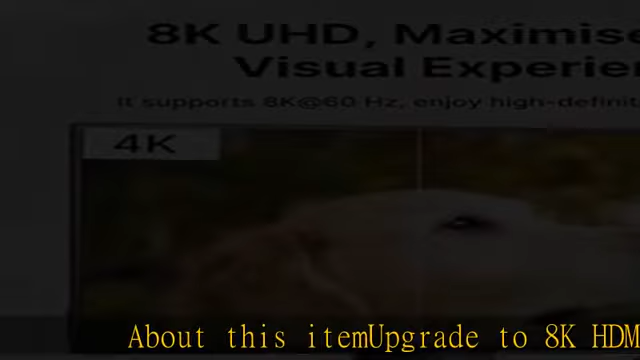 8K UHD, Maximise
Visual Experien
It supports 8K@60 Hz, enjoy high-definit
4K
About this itemUpgrade to 8K HDM